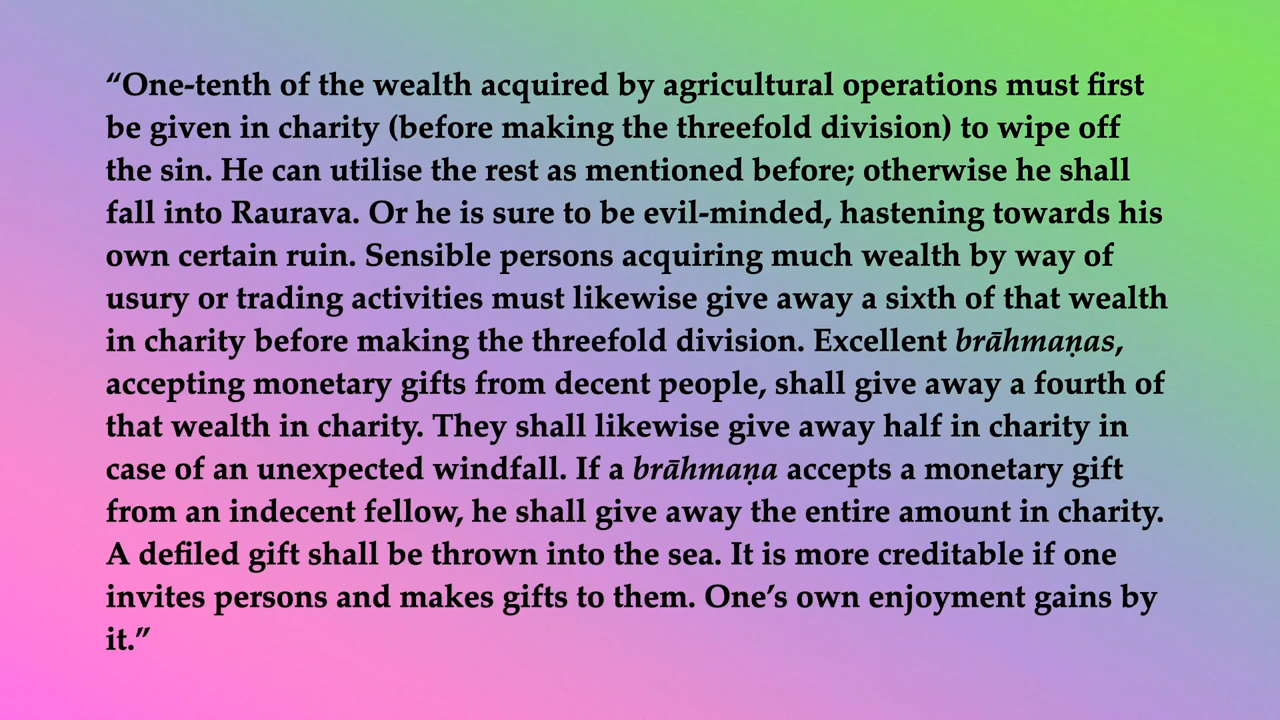 “One-tenth of the wealth acquired by agricultural operations must first
be given in charity (before making the threefold division) to wipe off
the sin. He can utilise the rest as mentioned before; otherwise he shall
fall into Raurava. Or he is sure to be evil-minded, hastening towards his
own certain ruin. Sensible persons acquiring much wealth by way of
usury or trading activities must likewise give away a sixth of that wealth
in charity before making the threefold division. Excellent brāhmaṇas,
accepting monetary gifts from decent people, shall give away a fourth of
that wealth in charity. They shall likewise give away half in charity in
case of an unexpected windfall. If a brāhmaṇa accepts a monetary gift
from an indecent fellow, he shall give away the entire amount in charity.
A defiled gift shall be thrown into the sea. It is more creditable if one
invites persons and makes gifts to them. One’s own enjoyment gains by
it.”